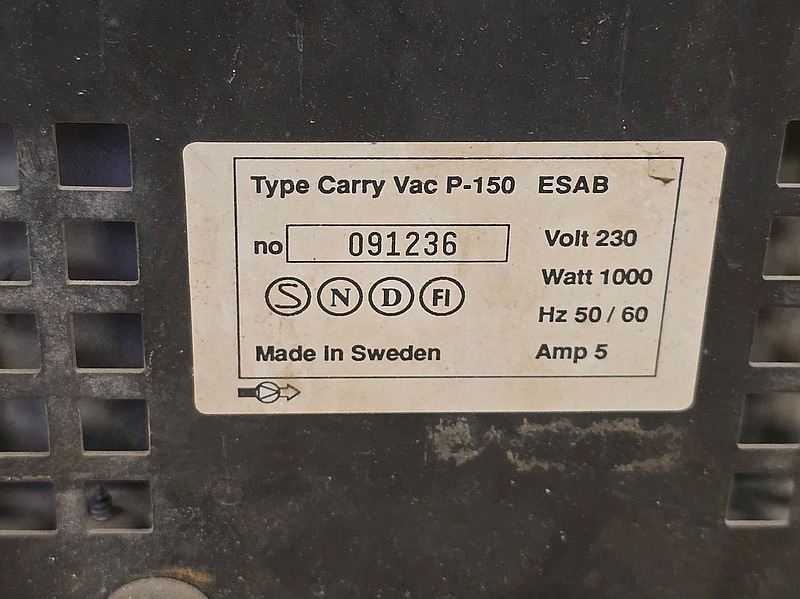 Type Carry Vac P-150 ESAB
no 091236
Volt 230
Watt 1000
S N D FI
Hz 50 / 60
Made in Sweden
Amp 5